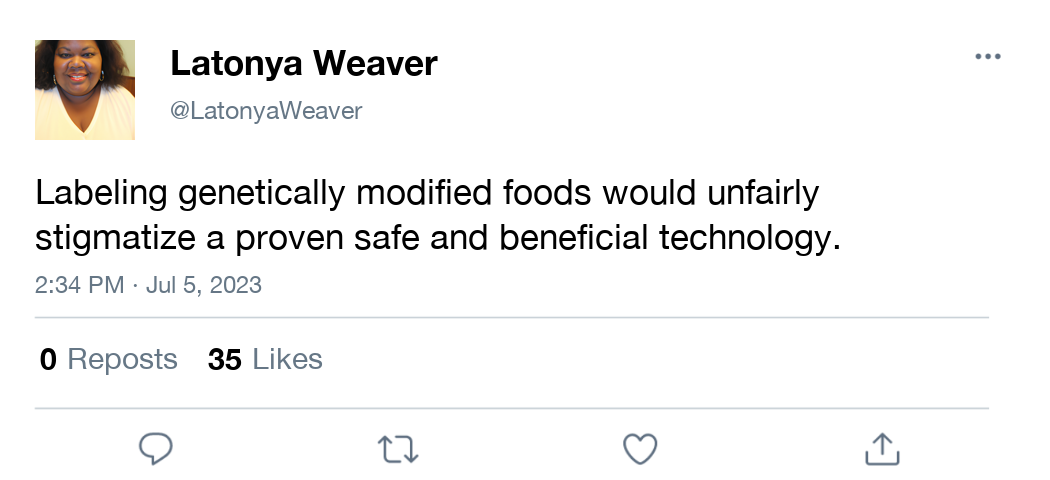 Latonya Weaver
@LatonyaWeaver
Labeling genetically modified foods would unfairly
stigmatize a proven safe and beneficial technology.
2:34 PM · Jul 5, 2023
0 Reposts 35 Likes